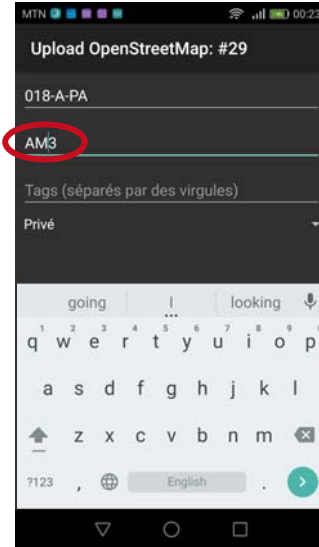 MTN 00:23
Upload OpenStreetMap: #29
018-A-PA
AM3
Tags (séparés par des virgules)
Privé
going I looking
1 2 3 4 5 6 7 8 9 0
q w e r t y u i o p
a s d f g h j k l
z x c v b n m
?123 , English .